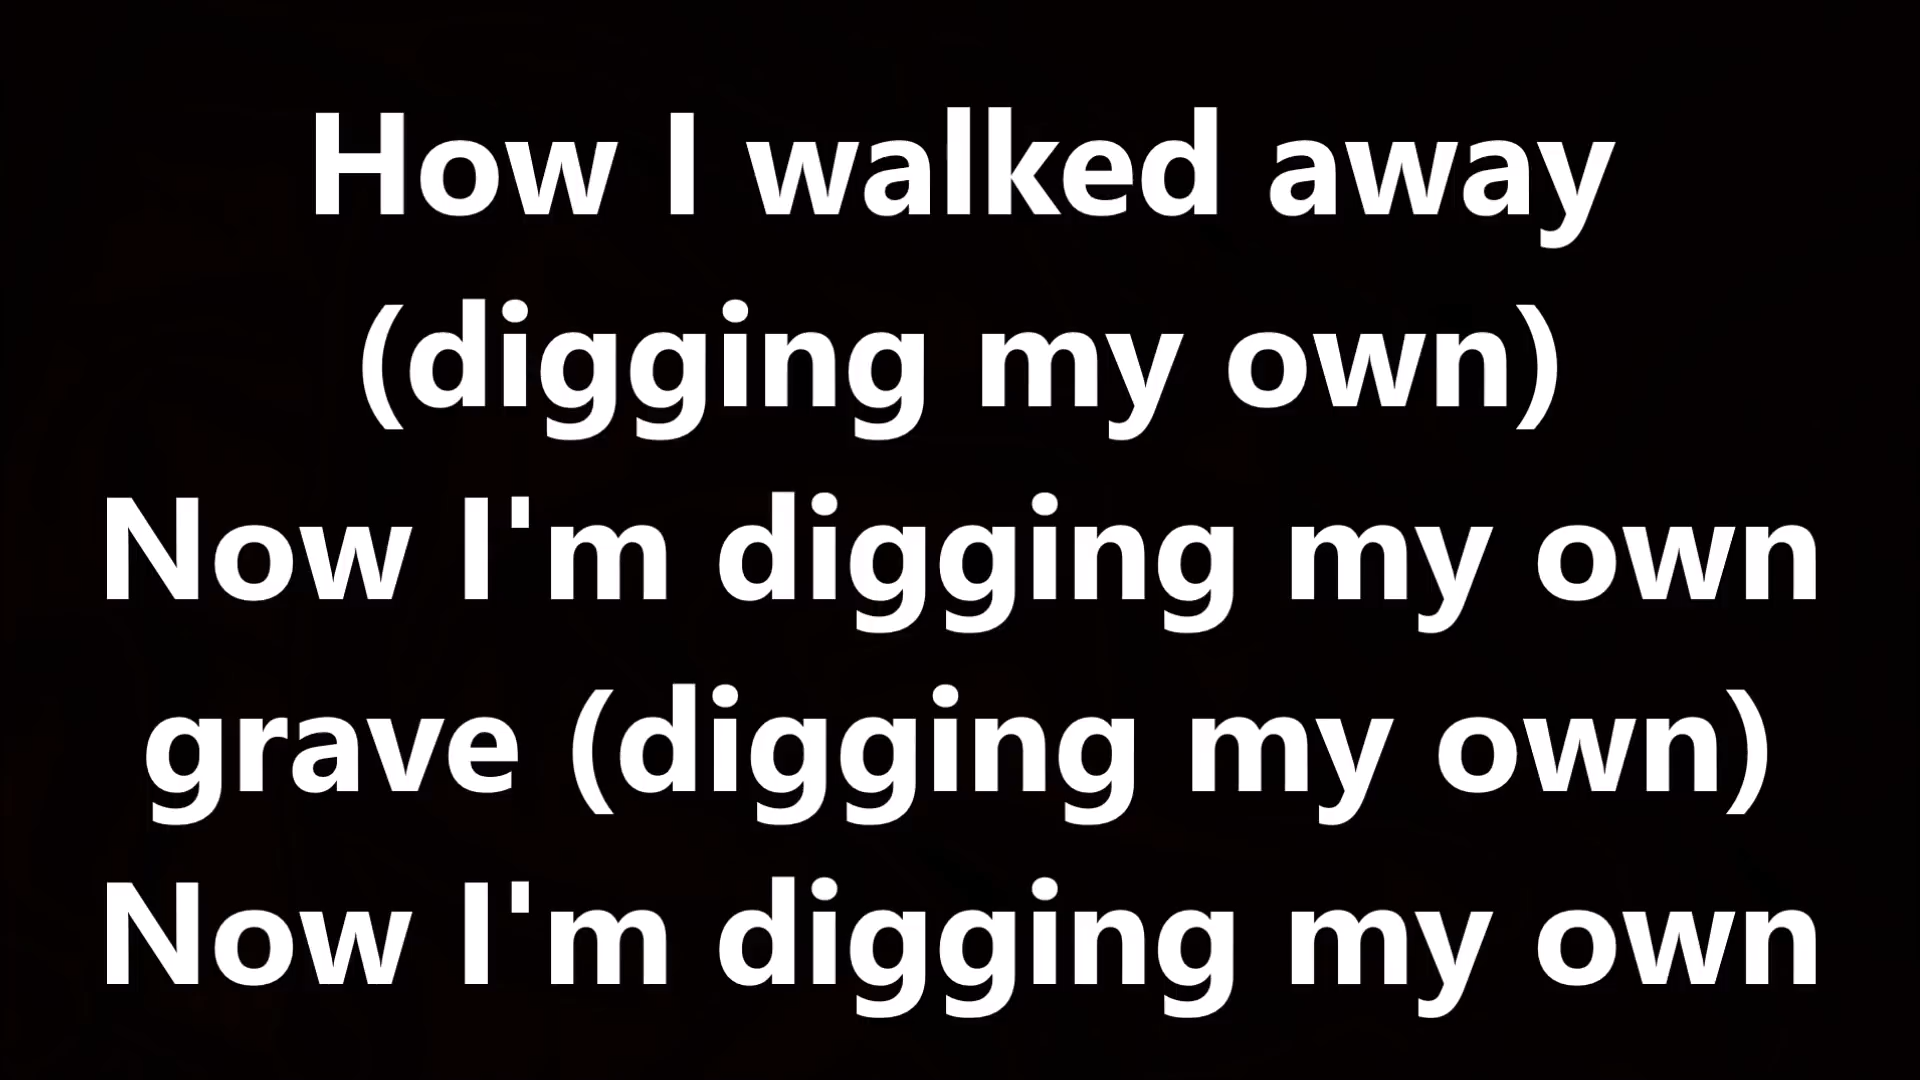 How I walked away
(digging my own)
Now I'm digging my own
grave (digging my own)
Now I'm digging my own